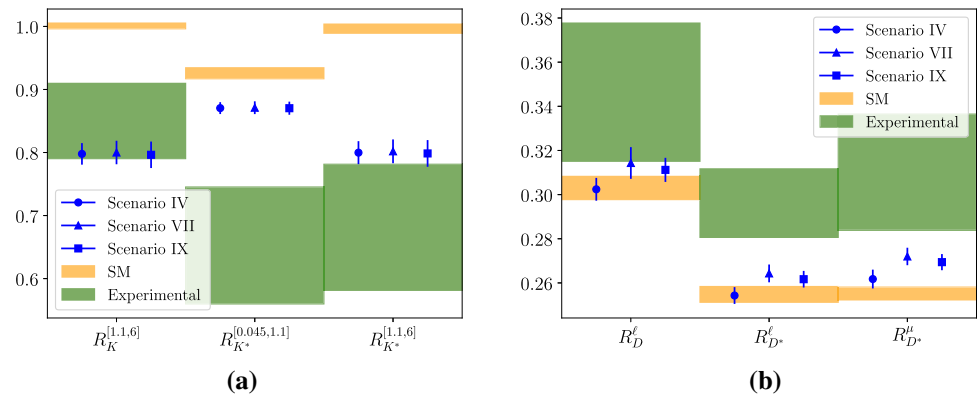 1.0
0.9
0.8
0.7
0.6
Scenario IV
Scenario VII
Scenario IX
SM
Experimental
R_K^{[1.1,6]}
R_{K*}^{[0.045,1.1]}
R_{K*}^{[1.1,6]}
(a)
0.38
0.36
0.34
0.32
0.30
0.28
0.26
Scenario IV
Scenario VII
Scenario IX
SM
Experimental
R_D^ℓ
R_{D*}^ℓ
R_{D*}^μ
(b)